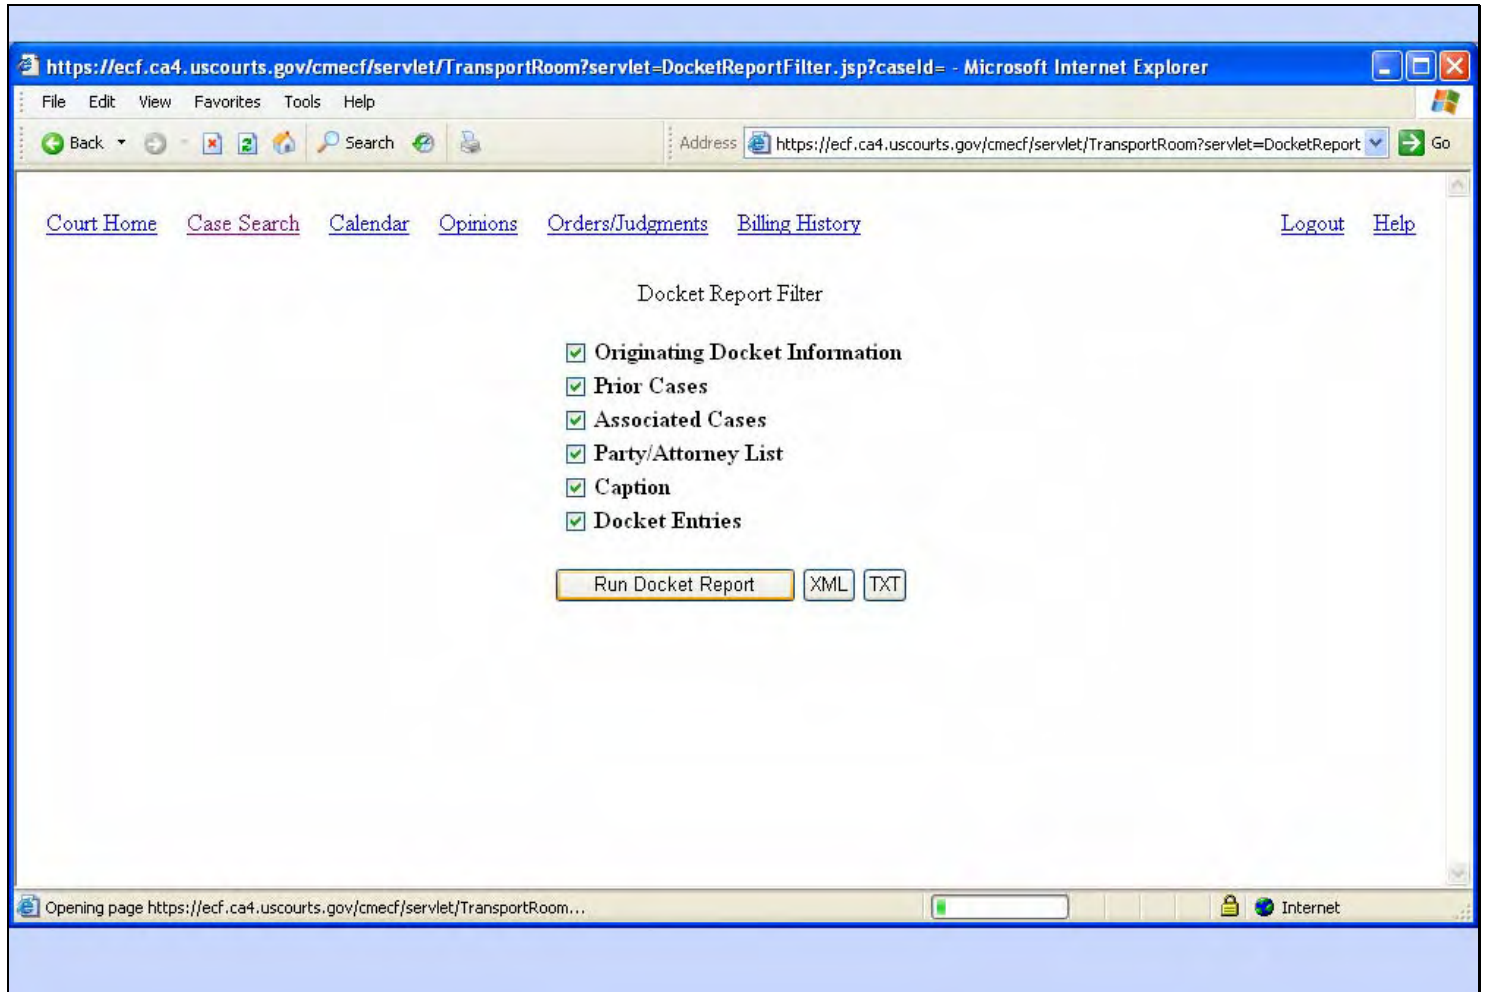 https://ecf.ca4.uscourts.gov/cmecf/servlet/TransportRoom?servlet=DocketReportFilter.jsp?caseId= - Microsoft Internet Explorer
File Edit View Favorites Tools Help
Back Search Address https://ecf.ca4.uscourts.gov/cmecf/servlet/TransportRoom?servlet=DocketReport Go
Court Home Case Search Calendar Opinions Orders/Judgments Billing History Logout Help
Docket Report Filter
Originating Docket Information
Prior Cases
Associated Cases
Party/Attorney List
Caption
Docket Entries
Run Docket Report XML TXT
Opening page https://ecf.ca4.uscourts.gov/cmecf/servlet/TransportRoom... Internet